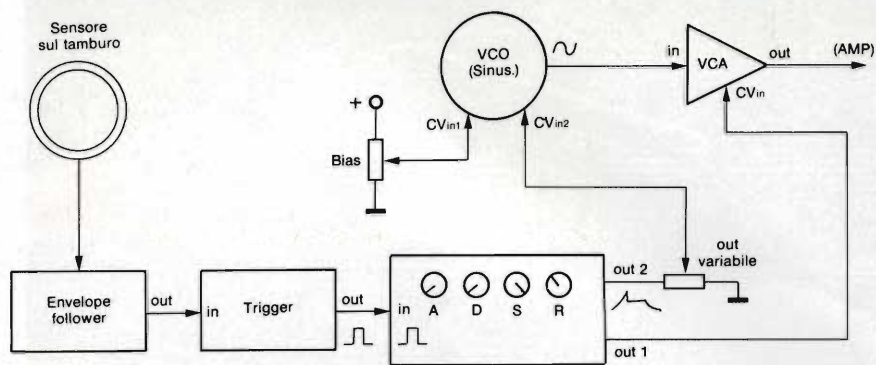 Sensore
sul tamburo
VCO
(Sinus.)
in
VCA
out
(AMP)
+
CVin1
CVin2
CVin
Bias
out
variabile
Envelope
follower
out
in
Trigger
out
in
A
D
S
R
out 2
out 1